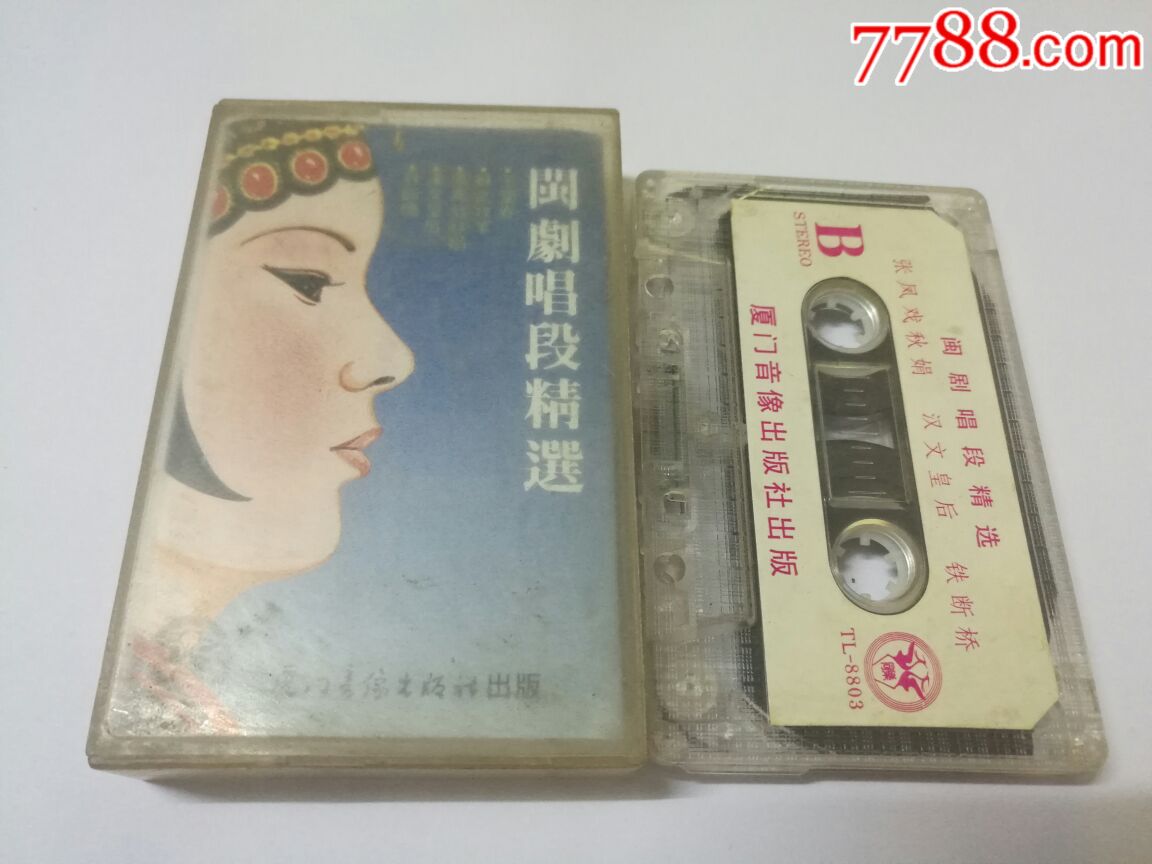 7788.com
閩劇唱段精選
厦门音像出版社出版
B
STEREO
闽剧唱段精选
张凤戏秋娟 汉文皇后 铁断桥
厦门音像出版社出版
TL-8803